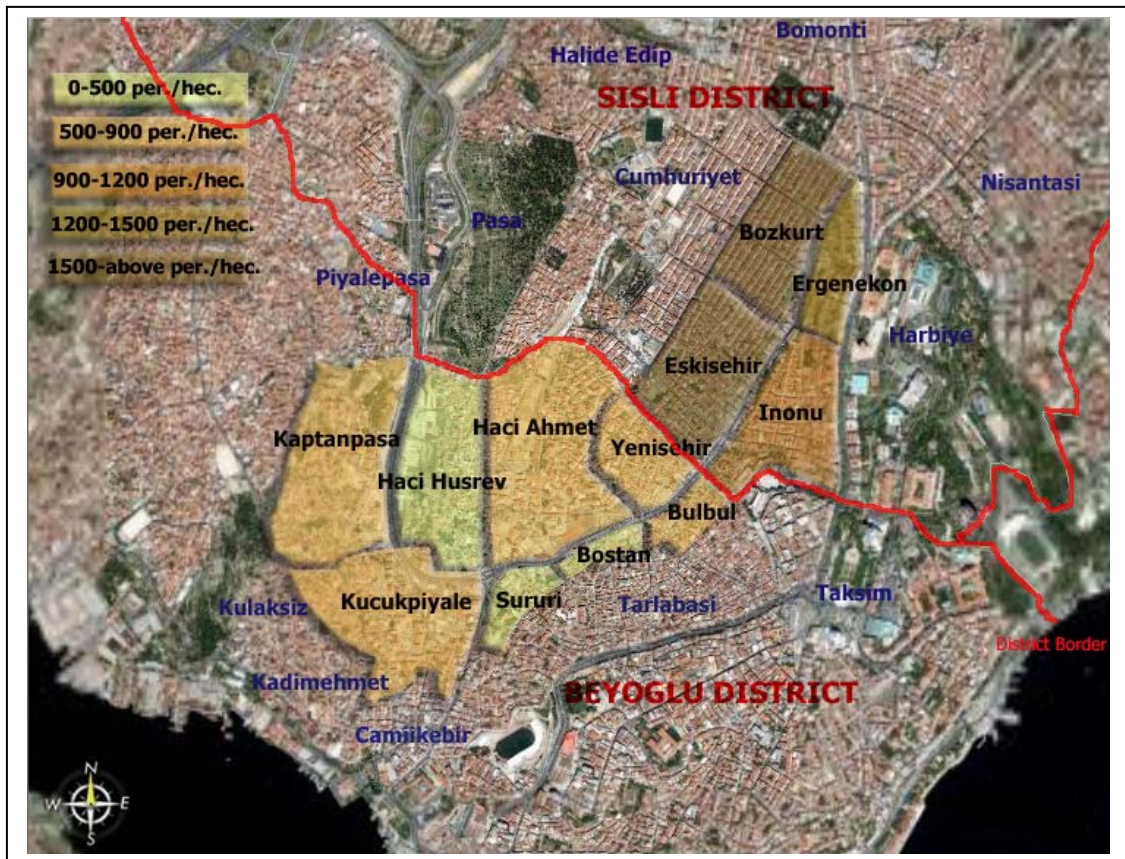 Bomonti
Halide Edip
SISLI DISTRICT
0-500 per./hec.
500-900 per./hec.
900-1200 per./hec.
1200-1500 per./hec.
1500-above per./hec.
Cumhuriyet
Nisantasi
Pasa
Bozkurt
Piyalepasa
Ergenekon
Harbiye
Eskisehir
Kaptanpasa
Haci Ahmet
Inonu
Yenisehir
Haci Husrev
Bulbul
Bostan
Kulaksiz
Kucukpiyale
Sururi
Tarlabasi
Taksim
District Border
Kadimehmet
BEYOGLU DISTRICT
Camiikebir
N
W
E
S